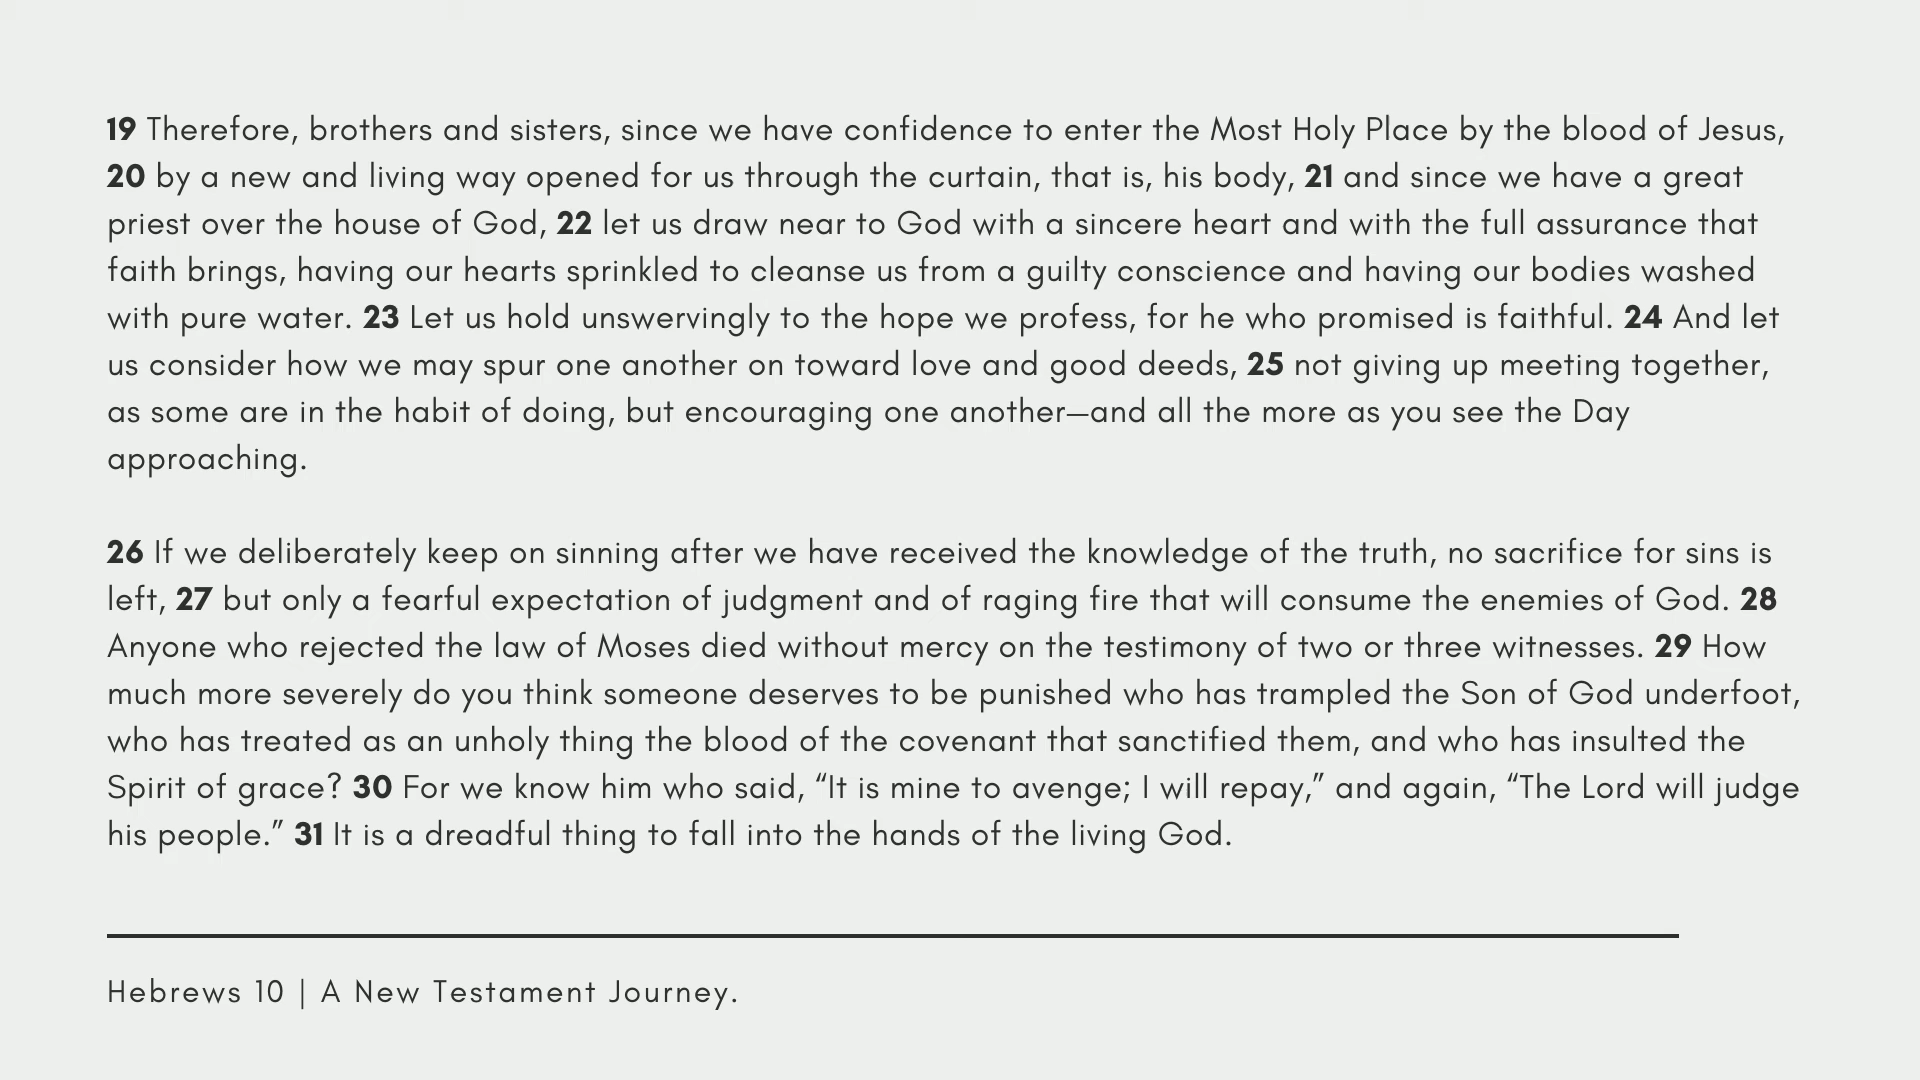 19 Therefore, brothers and sisters, since we have confidence to enter the Most Holy Place by the blood of Jesus,
20 by a new and living way opened for us through the curtain, that is, his body, 21 and since we have a great
priest over the house of God, 22 let us draw near to God with a sincere heart and with the full assurance that
faith brings, having our hearts sprinkled to cleanse us from a guilty conscience and having our bodies washed
with pure water. 23 Let us hold unswervingly to the hope we profess, for he who promised is faithful. 24 And let
us consider how we may spur one another on toward love and good deeds, 25 not giving up meeting together,
as some are in the habit of doing, but encouraging one another—and all the more as you see the Day
approaching.
26 If we deliberately keep on sinning after we have received the knowledge of the truth, no sacrifice for sins is
left, 27 but only a fearful expectation of judgment and of raging fire that will consume the enemies of God. 28
Anyone who rejected the law of Moses died without mercy on the testimony of two or three witnesses. 29 How
much more severely do you think someone deserves to be punished who has trampled the Son of God underfoot,
who has treated as an unholy thing the blood of the covenant that sanctified them, and who has insulted the
Spirit of grace? 30 For we know him who said, “It is mine to avenge; I will repay,” and again, “The Lord will judge
his people.” 31 It is a dreadful thing to fall into the hands of the living God.
Hebrews 10 | A New Testament Journey.